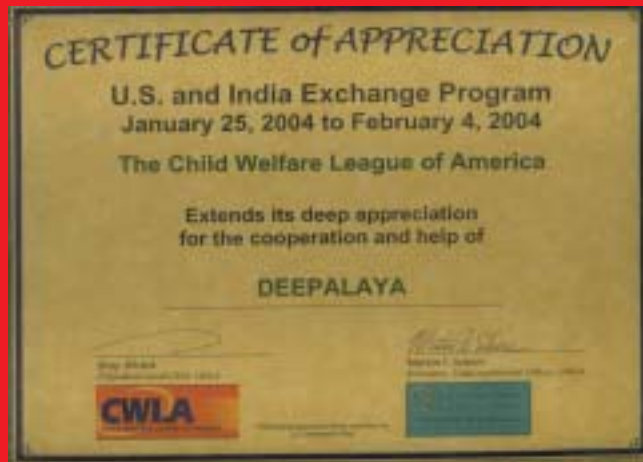 CERTIFICATE of APPRECIATION
U.S. and India Exchange Program
January 25, 2004 to February 4, 2004
The Child Welfare League of America
Extends its deep appreciation
for the cooperation and help of
DEEPALAYA
CWLA